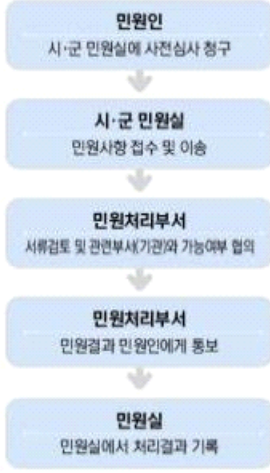 민원인
시·군 민원실에 사전심사 청구
시·군 민원실
민원사항 접수 및 이송
민원처리부서
서류검토 및 관련부서(기관)와 가능여부 협의
민원처리부서
민원결과 민원인에게 통보
민원실
민원실에서 처리결과 기록